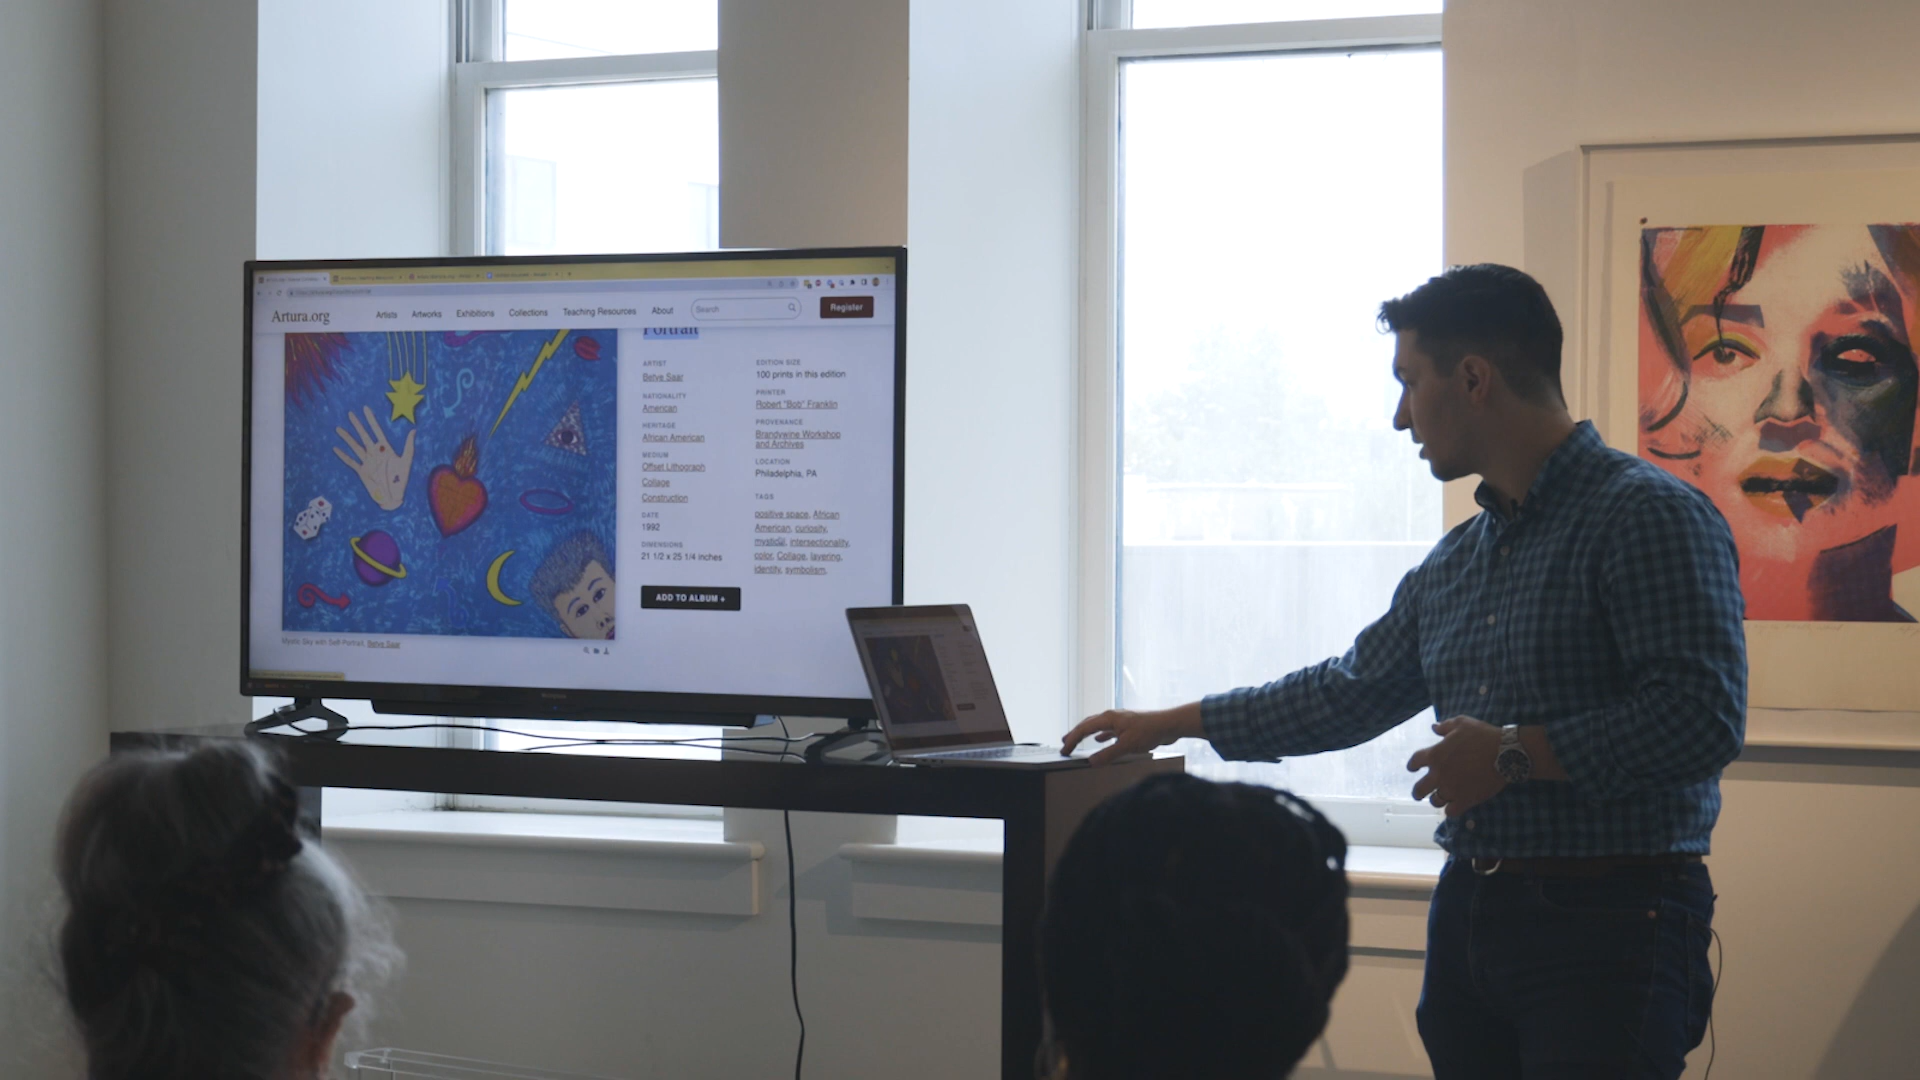 Artura.org
Artists Artworks Exhibitions Collections Teaching Resources About Search Register
Portrait
ARTIST
Betye Saar
NATIONALITY
American
HERITAGE
African American
MEDIUM
Offset Lithograph
Collage
Construction
DATE
1992
DIMENSIONS
21 1/2 x 25 1/4 inches
ADD TO ALBUM +
EDITION SIZE
100 prints in this edition
PRINTER
Robert "Bob" Franklin
PROVENANCE
Brandywine Workshop
and Archives
LOCATION
Philadelphia, PA
TAGS
positive space, African
American, curiosity,
mystical, intersectionality,
color, Collage, layering,
identity, symbolism,
Mystic Sky with Self-Portrait, Betye Saar